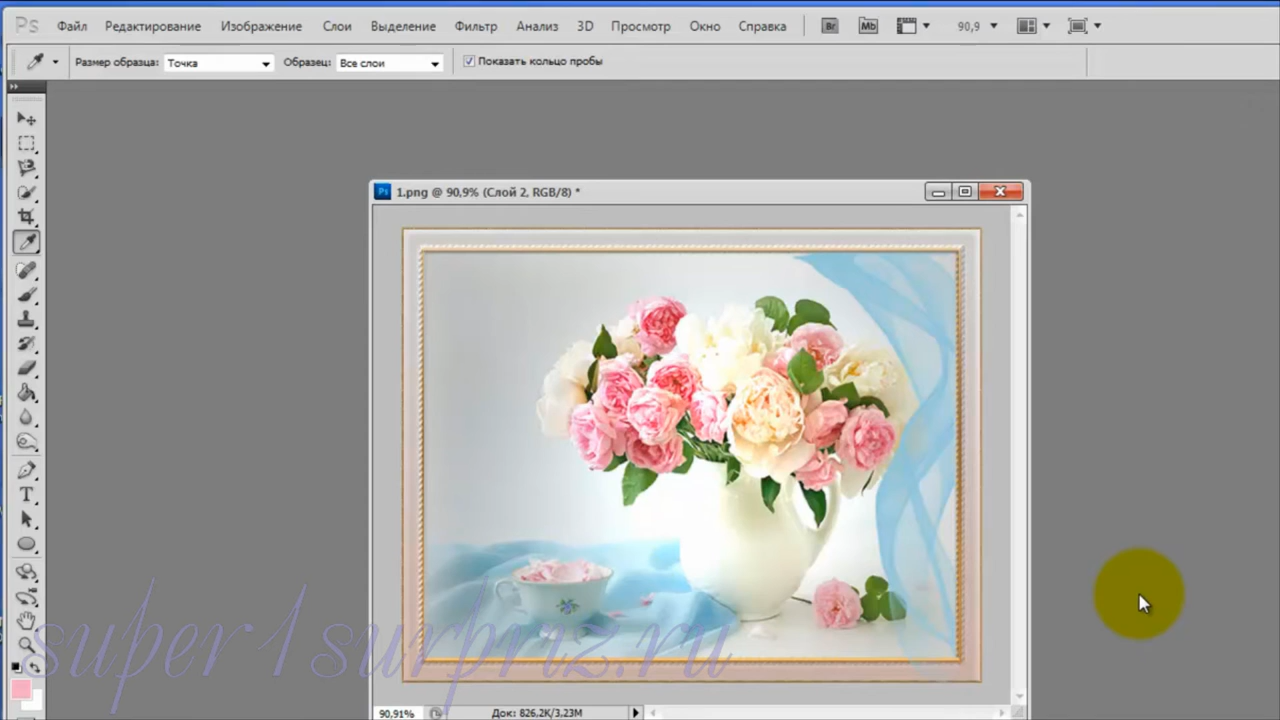 Ps Файл Редактирование Изображение Слои Выделение Фильтр Анализ 3D Просмотр Окно Справка Br Mb 90,9
Размер образца: Точка Образец: Все слои Показать кольцо пробы
Ps 1.png @ 90,9% (Слой 2, RGB/8) *
T
super1surpriz.ru
90,91% Док: 826,2K/3,23M